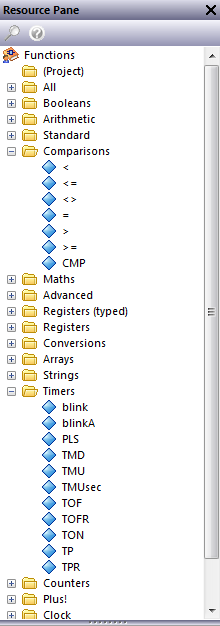 Resource Pane
Functions
(Project)
All
Booleans
Arithmetic
Standard
Comparisons
<
<=
<>
=
>
>=
CMP
Maths
Advanced
Registers (typed)
Registers
Conversions
Arrays
Strings
Timers
blink
blinkA
PLS
TMD
TMU
TMUsec
TOF
TOFR
TON
TP
TPR
Counters
Plus!
Clock